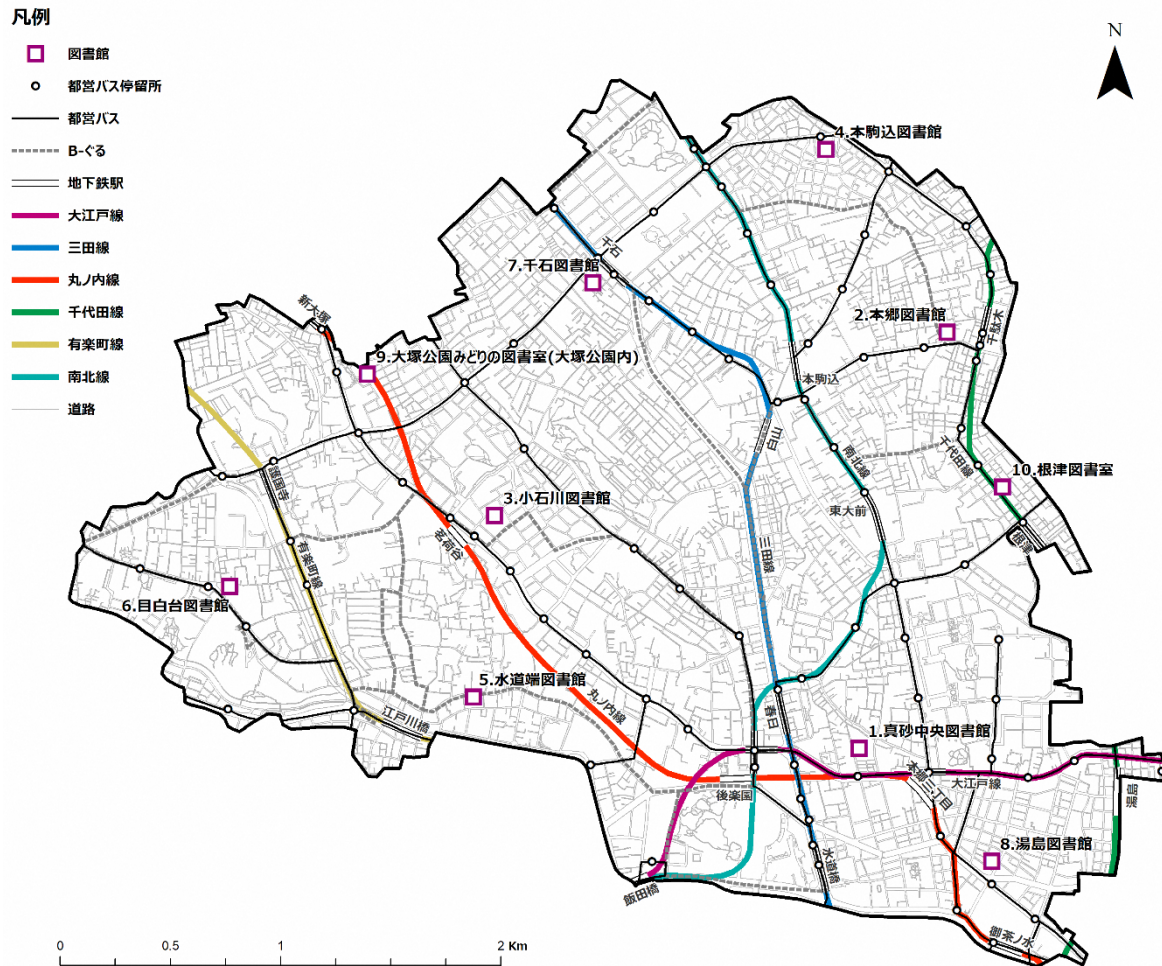 凡例
図書館
都営バス停留所
都営バス
B-ぐる
地下鉄駅
大江戸線
三田線
丸ノ内線
千代田線
有楽町線
南北線
道路
N
4.本駒込図書館
千石
7.千石図書館
新大塚
2.本郷図書館
千駄木
9.大塚公園みどりの図書室(大塚公園内)
本駒込
白山
南北線
千代田線
護国寺
10.根津図書室
3.小石川図書館
東大前
茗荷谷
根津
有楽町線
三田線
6.目白台図書館
5.水道端図書館
丸ノ内線
江戸川橋
春日
1.真砂中央図書館
本郷三丁目
大江戸線
後楽園
湯島
水道橋
8.湯島図書館
飯田橋
御茶ノ水
0 0.5 1 2 Km